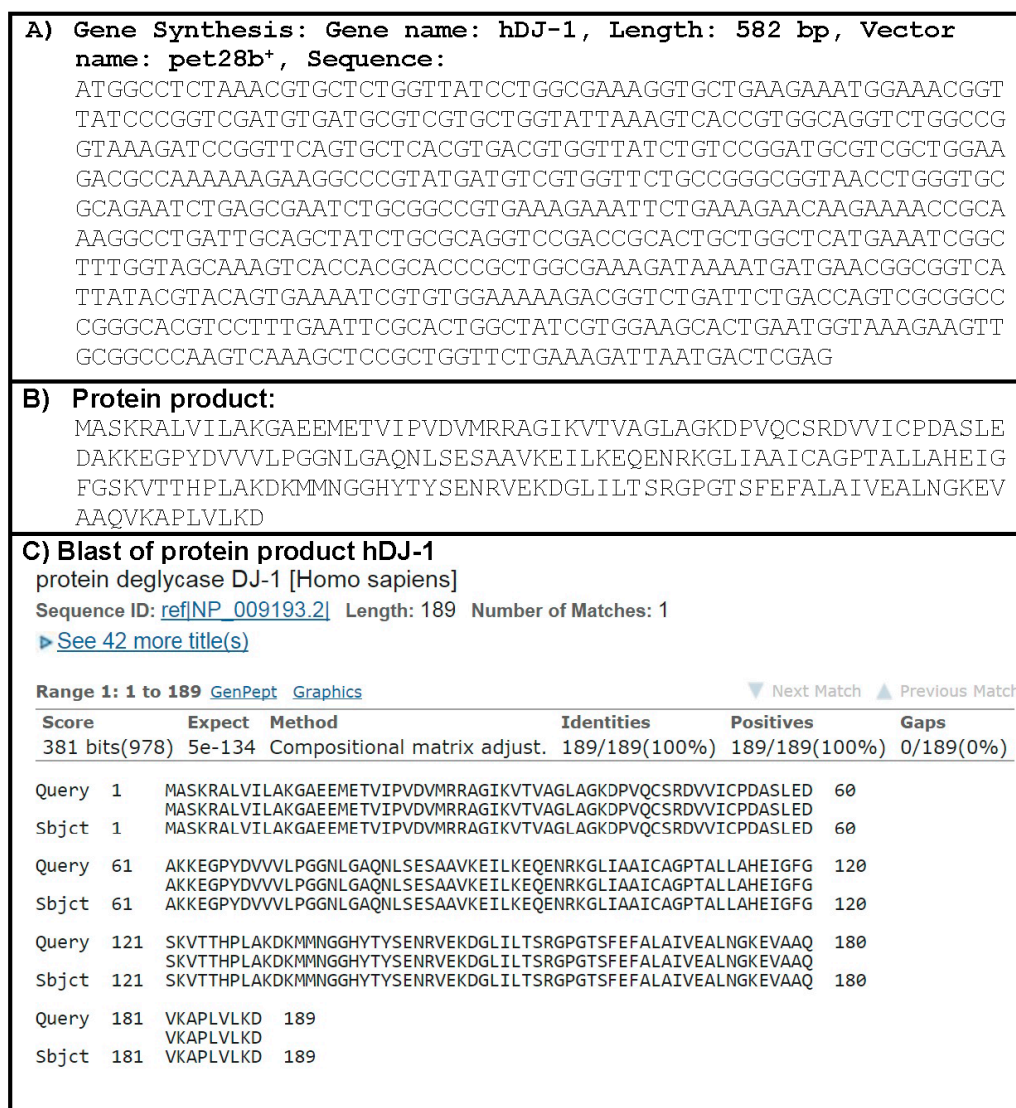 A) Gene Synthesis: Gene name: hDJ-1, Length: 582 bp, Vector
name: pet28b+, Sequence:
ATGGCCTCTAAACGTGCTCTGGTTATCCTGGCGAAAGGTGCTGAAGAAATGGAAACGGT
TATCCCGGTCGATGTGATGCGTCGTGCTGGTATTAAAGTCACCGTGGCAGGTCTGGCCG
GTAAAGATCCGGTTCAGTGCTCACGTGACGTGGTTATCTGTCCGGATGCGTCGCTGGAA
GACGCCAAAAAAGAAGGCCCGTATGATGTCGTGGTTCTGCCGGGCGGTAACCTGGGTGC
GCAGAATCTGAGCGAATCTGCGGCCGTGAAAGAAATTCTGAAAGAACAAGAAAACCGCA
AAGGCCTGATTGCAGCTATCTGCGCAGGTCCGACCGCACTGCTGGCTCATGAAATCGGC
TTTGGTAGCAAAGTCACCACGCACCCGCTGGCGAAAGATAAAATGATGAACGGCGGTCA
TTATACGTACAGTGAAAATCGTGTGGAAAAAGACGGTCTGATTCTGACCAGTCGCGGCC
CGGGCACGTCCTTTGAATTCGCACTGGCTATCGTGGAAGCACTGAATGGTAAAGAAGTT
GCGGCCCAAGTCAAAGCTCCGCTGGTTCTGAAAGATTAATGACTCGAG
B) Protein product:
MASKRALVILAKGAEEMETVIPVDVMRRAGIKVTVAGLAGKDPVQCSRDVVICPDASLE
DAKKEGPYDVVVLPGGNLGAQNLSESAAVKEILKEQENRKGLIAAICAGPTALLAHEIG
FGSKVTTHPLAKDKMMNGGHYTYSENRVEKDGLILTSRGPGTSFEFALAIVEALNGKEV
AAQVKAPLVLKD
C) Blast of protein product hDJ-1
protein deglycase DJ-1 [Homo sapiens]
Sequence ID: ref|NP_009193.2| Length: 189 Number of Matches: 1
See 42 more title(s)
Range 1: 1 to 189 GenPept Graphics Next Match Previous Match
Score Expect Method Identities Positives Gaps
381 bits(978) 5e-134 Compositional matrix adjust. 189/189(100%) 189/189(100%) 0/189(0%)
Query 1 MASKRALVILAKGAEEMETVIPVDVMRRAGIKVTVAGLAGKDPVQCSRDVVICPDASLED 60
MASKRALVILAKGAEEMETVIPVDVMRRAGIKVTVAGLAGKDPVQCSRDVVICPDASLED
Sbjct 1 MASKRALVILAKGAEEMETVIPVDVMRRAGIKVTVAGLAGKDPVQCSRDVVICPDASLED 60
Query 61 AKKEGPYDVVVLPGGNLGAQNLSESAAVKEILKEQENRKGLIAAICAGPTALLAHEIGFG 120
AKKEGPYDVVVLPGGNLGAQNLSESAAVKEILKEQENRKGLIAAICAGPTALLAHEIGFG
Sbjct 61 AKKEGPYDVVVLPGGNLGAQNLSESAAVKEILKEQENRKGLIAAICAGPTALLAHEIGFG 120
Query 121 SKVTTHPLAKDKMMNGGHYTYSENRVEKDGLILTSRGPGTSFEFALAIVEALNGKEVAAQ 180
SKVTTHPLAKDKMMNGGHYTYSENRVEKDGLILTSRGPGTSFEFALAIVEALNGKEVAAQ
Sbjct 121 SKVTTHPLAKDKMMNGGHYTYSENRVEKDGLILTSRGPGTSFEFALAIVEALNGKEVAAQ 180
Query 181 VKAPLVLKD 189
VKAPLVLKD
Sbjct 181 VKAPLVLKD 189